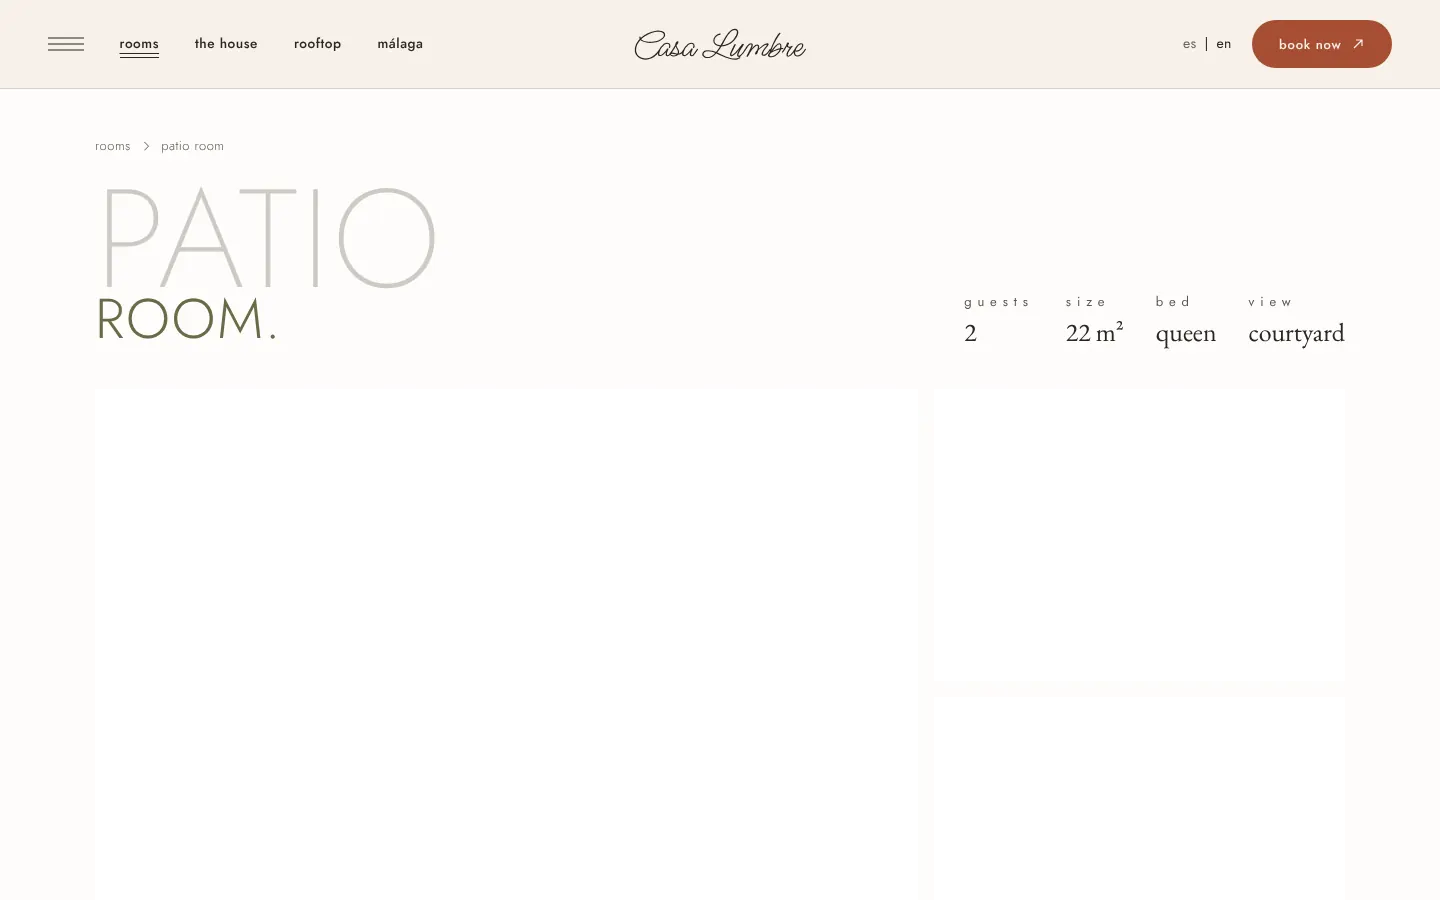 rooms the house rooftop málaga Casa Lumbre es | en book now
rooms > patio room
PATIO
ROOM.
guests size bed view
2 22 m² queen courtyard